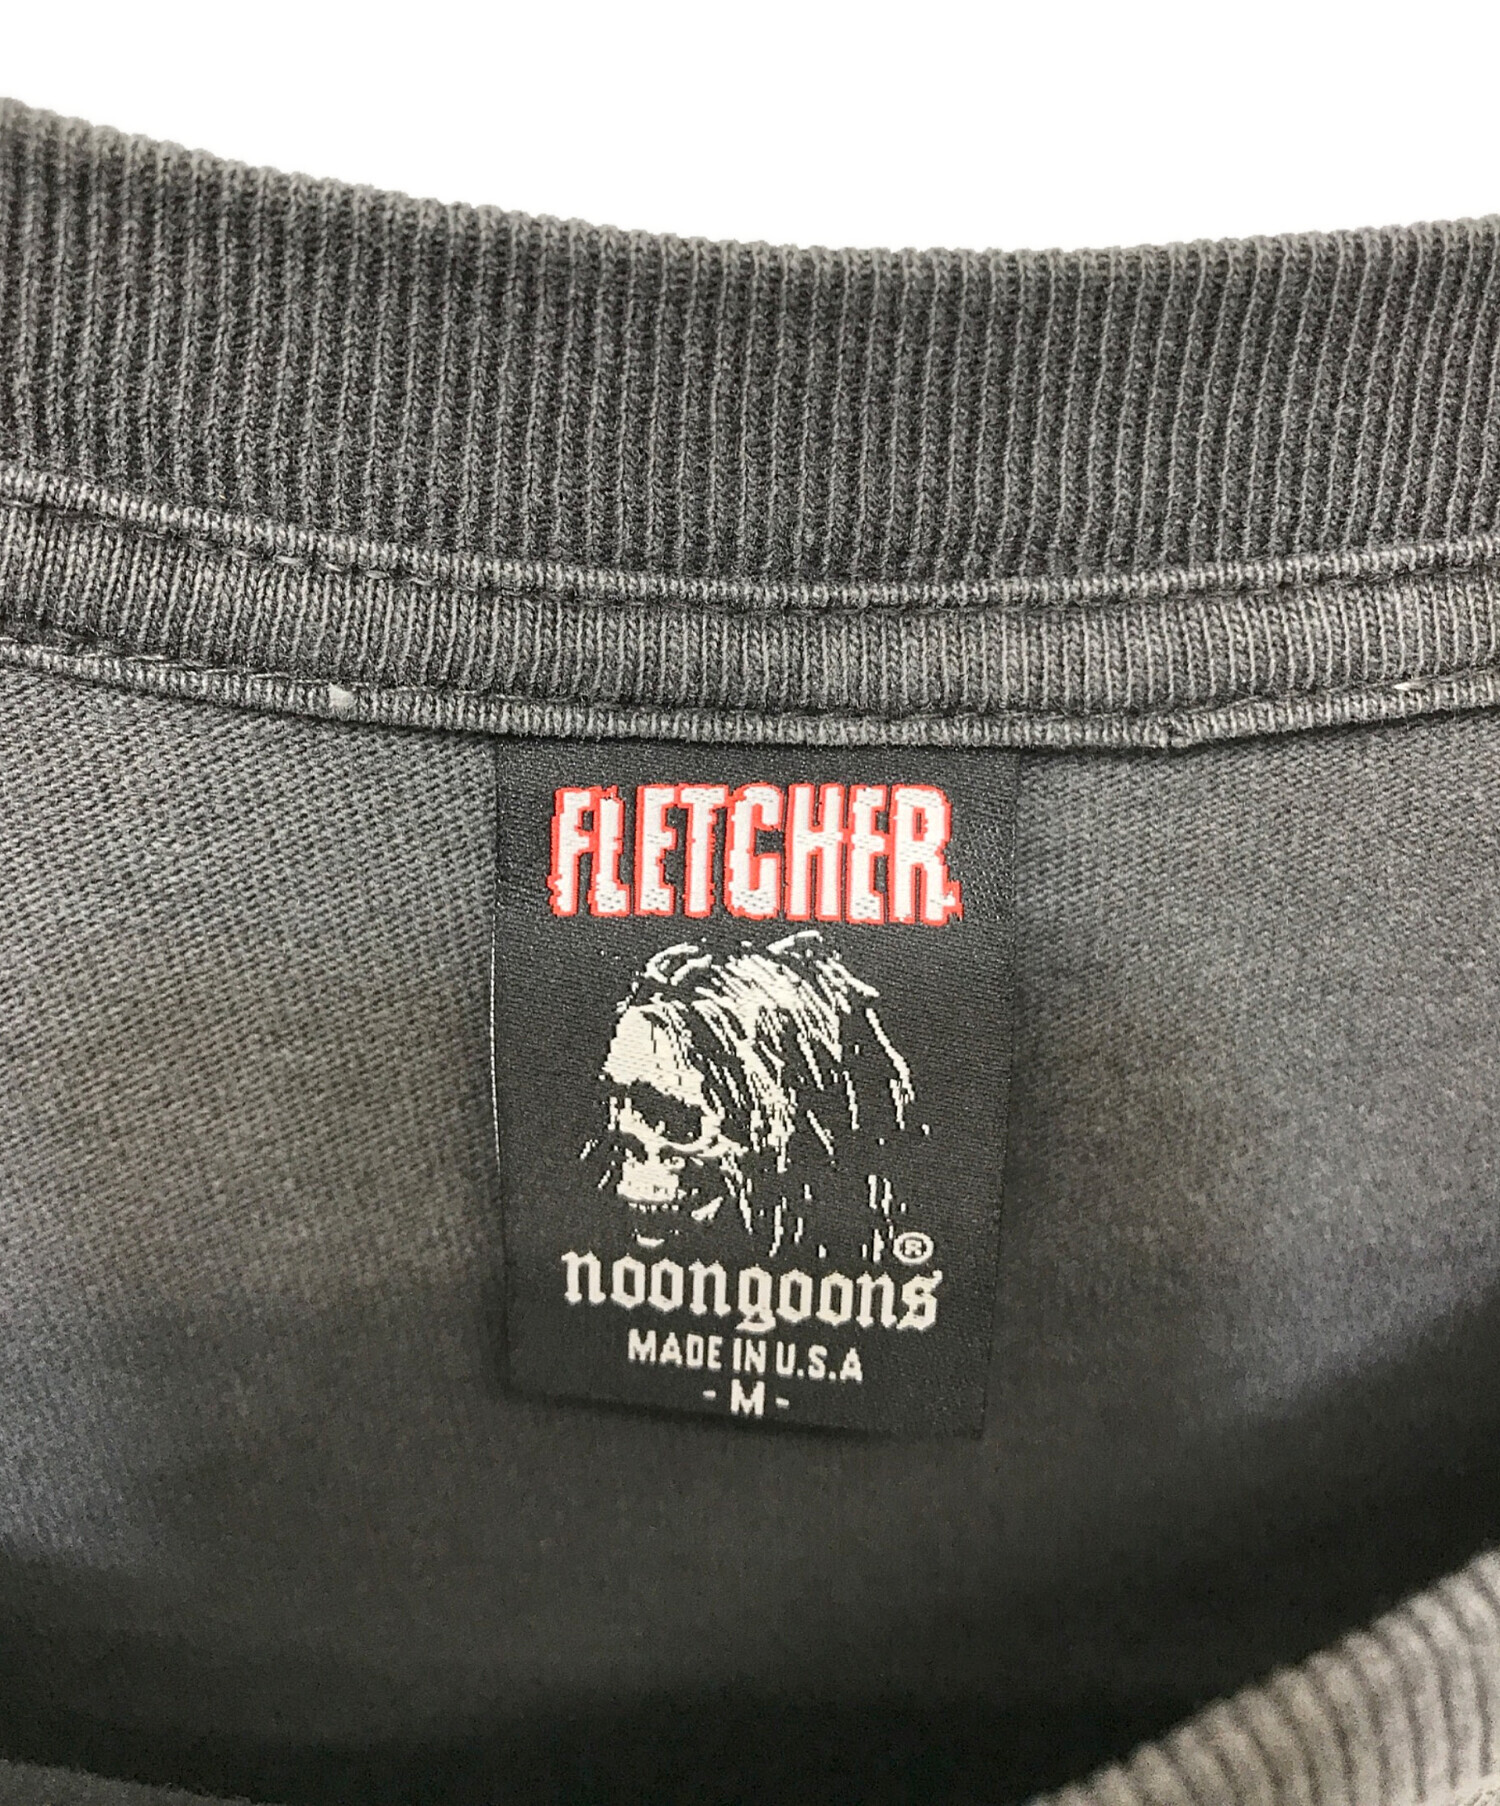 FLETCHER
®
noongoons
MADE IN U.S.A
- M -